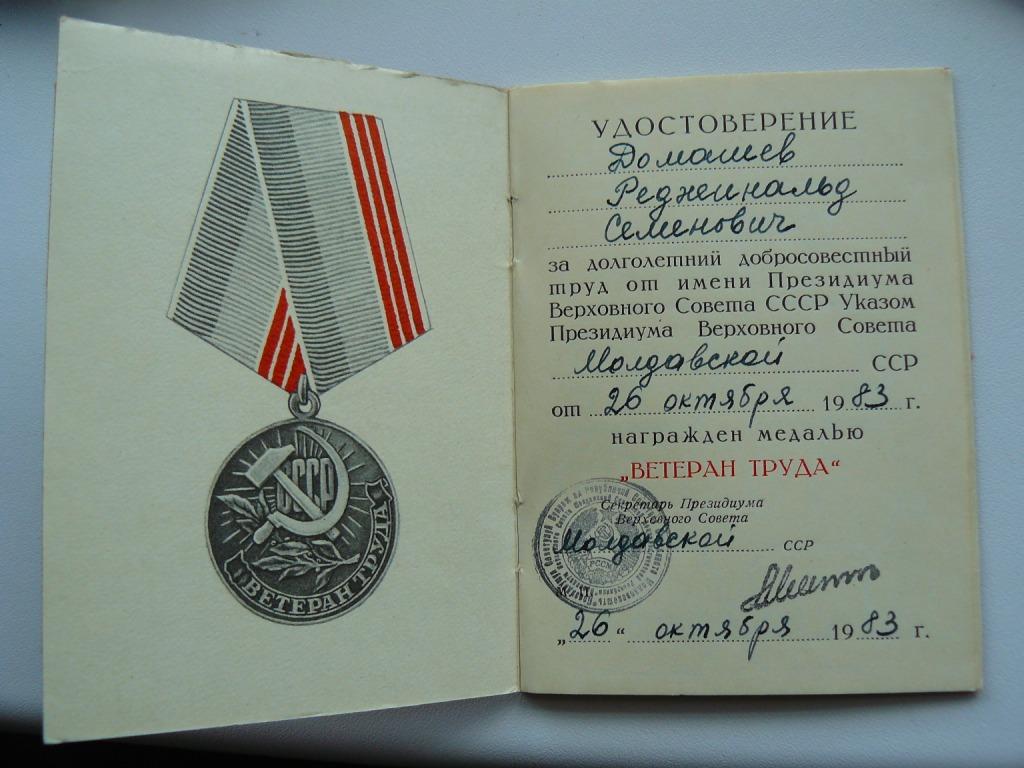 СССР
ВЕТЕРАН ТРУДА
УДОСТОВЕРЕНИЕ
Домашев
Реджинальд
Семенович
за долголетний добросовестный
труд от имени Президиума
Верховного Совета СССР Указом
Президиума Верховного Совета
Молдавской ССР
от 26 октября 1983 г.
награжден медалью
„ВЕТЕРАН ТРУДА“
Секретарь Президиума
Верховного Совета
Молдавской ССР
„26“ октября 1983 г.